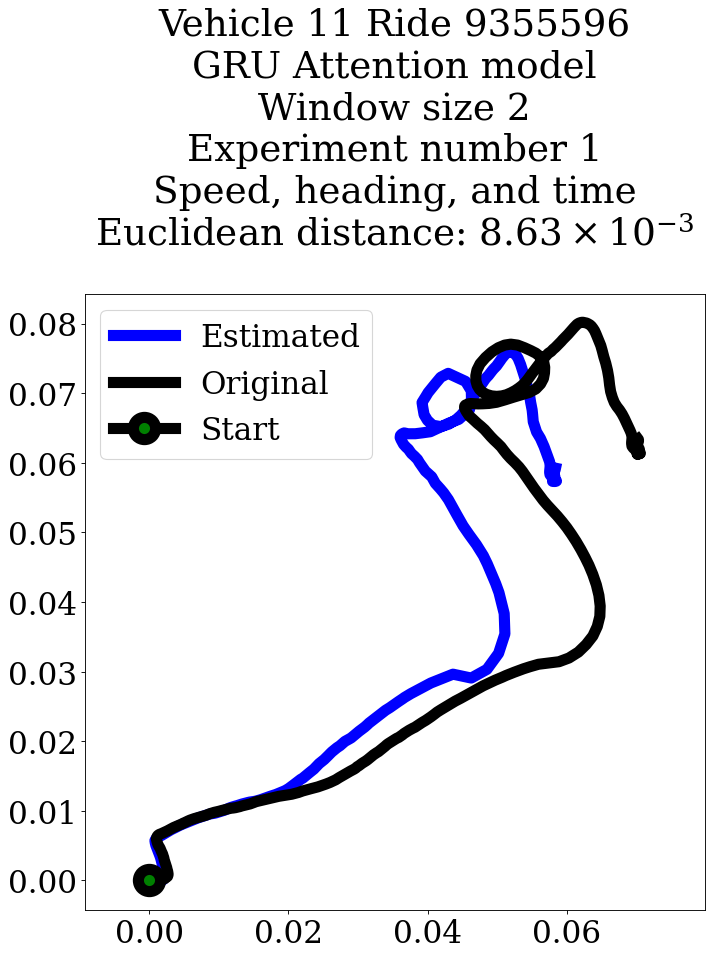 Vehicle 11 Ride 9355596
GRU Attention model
Window size 2
Experiment number 1
Speed, heading, and time
Euclidean distance: 8.63 × 10⁻³
Estimated
Original
Start
0.08
0.07
0.06
0.05
0.04
0.03
0.02
0.01
0.00
0.00 0.02 0.04 0.06